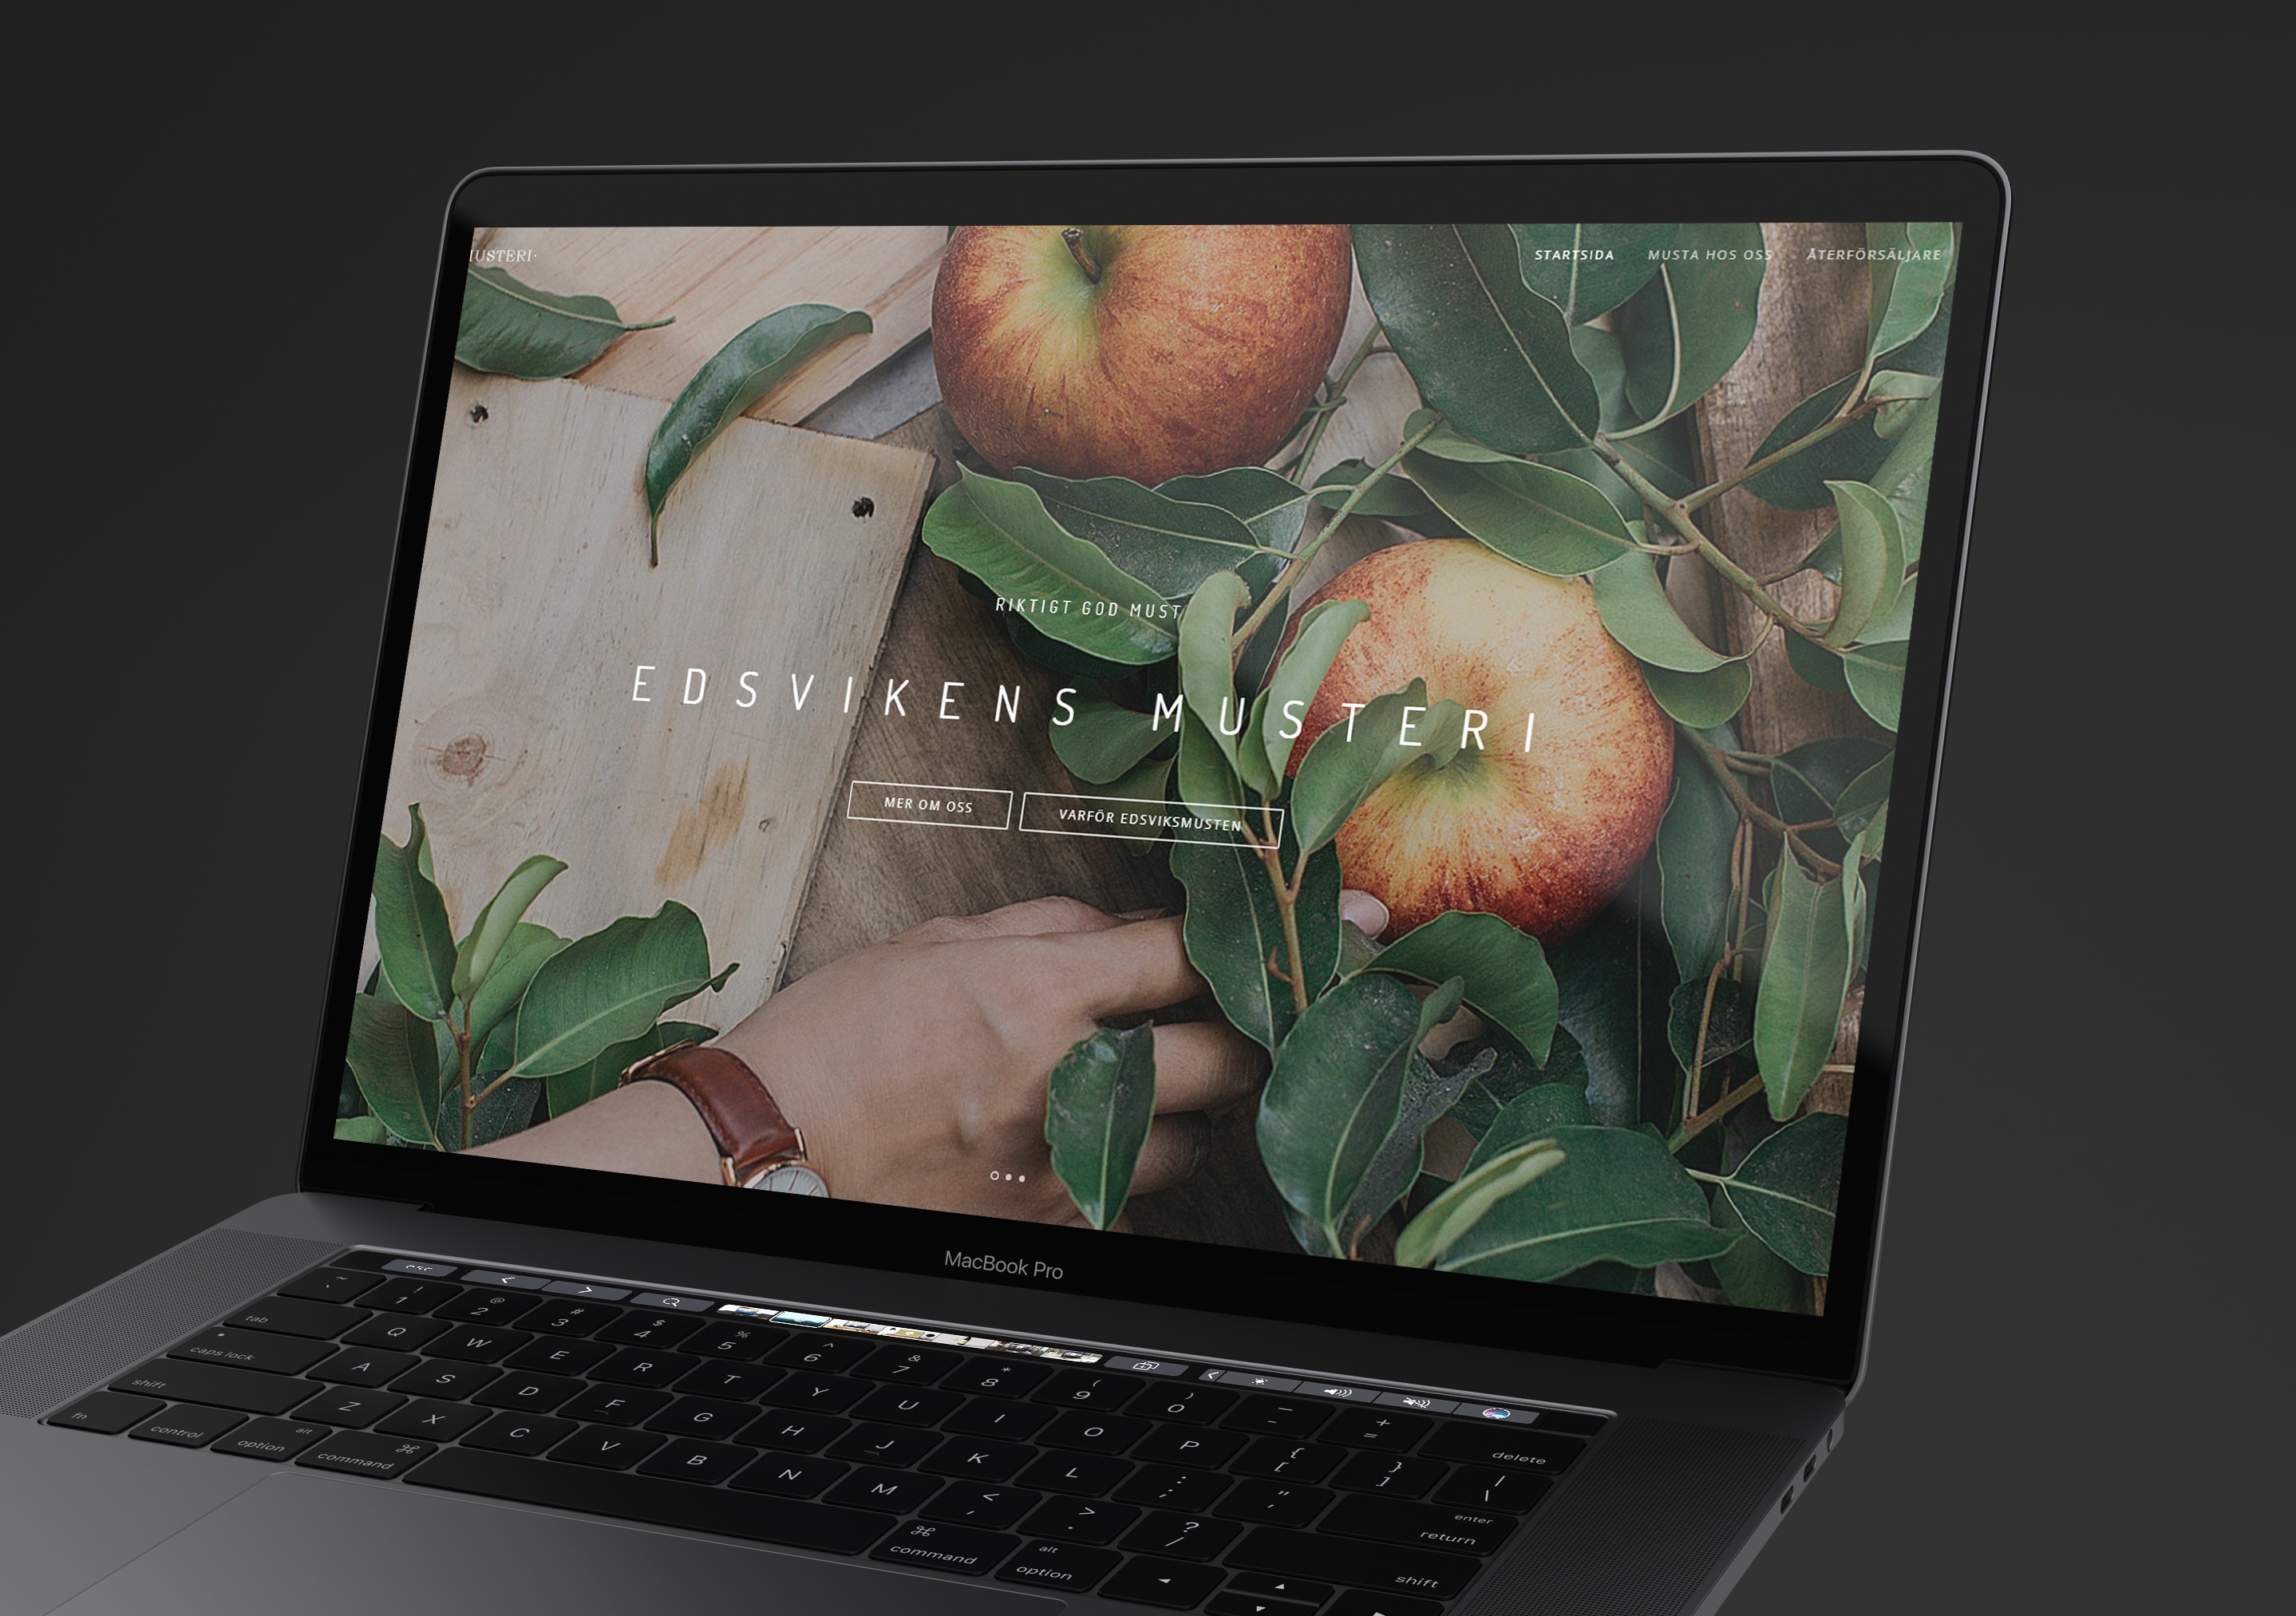 MUSTERI·
STARTSIDA MUSTA HOS OSS ÅTERFÖRSÄLJARE
RIKTIGT GOD MUST
EDSVIKENS MUSTERI
MER OM OSS VARFÖR EDSVIKSMUSTEN
MacBook Pro
esc
~ ! 1 @ 2 # 3 $ 4 % 5 ^ 6 & 7 * 8 ( 9 ) 0 — - + = delete
tab Q W E R T Y U I O P { [ } ] | \
caps lock A S D F G H J K L : ; " ' enter return
shift Z X C V B N M < , > . ? / shift
fn control alt option ⌘ command ⌘ command alt option